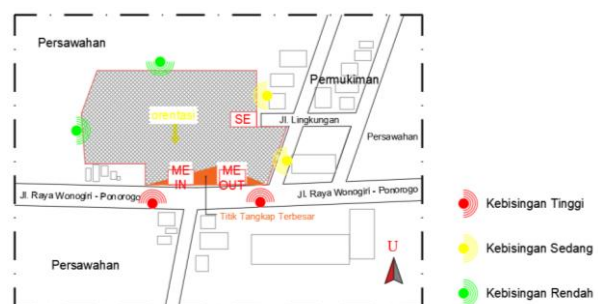 Persawahan
Permukiman
orientasi
SE
Jl. Lingkungan
Persawahan
ME
IN
ME
OUT
Jl. Raya Wonogiri - Ponorogo
Jl. Raya Wonogiri - Ponorogo
Titik Tangkap Terbesar
Persawahan
U
Kebisingan Tinggi
Kebisingan Sedang
Kebisingan Rendah